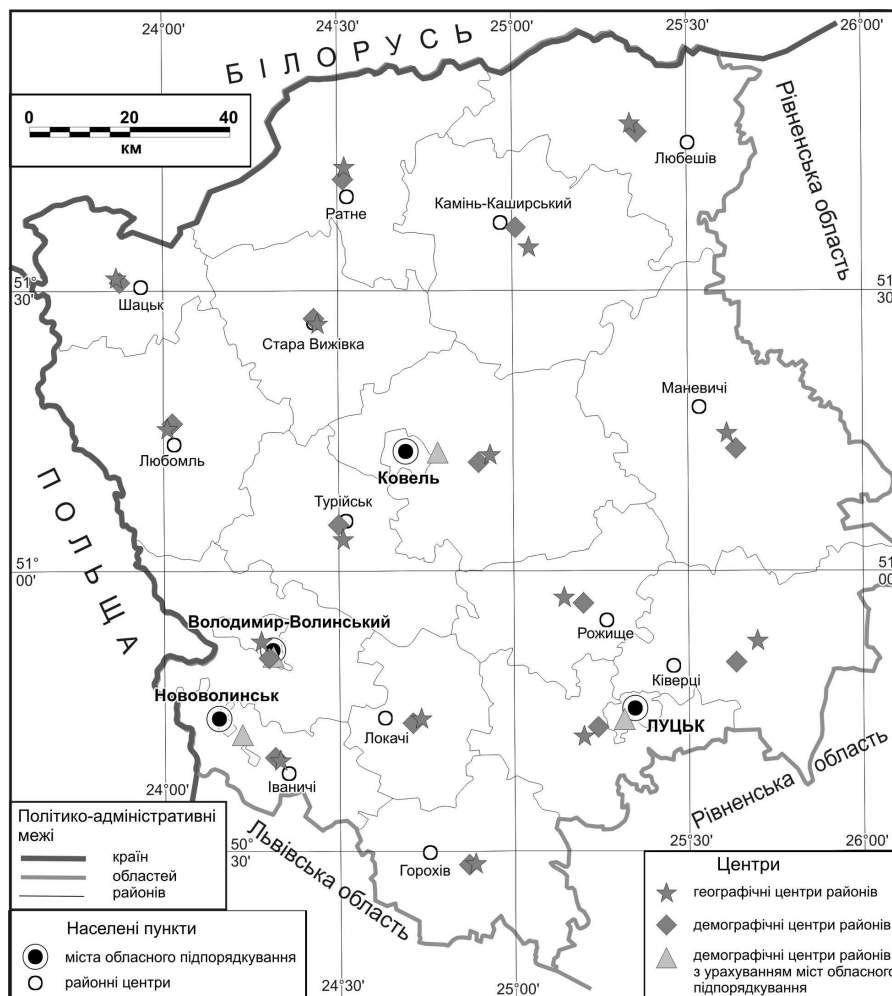 24°00'
24°30'
25°00'
25°30'
26°00'
БІЛОРУСЬ
0 20 40
км
Рівненська область
Любешів
Ратне
Камінь-Каширський
51°
30'
51°
30'
Шацьк
Стара Вижівка
Маневичі
Любомль
Ковель
ПОЛЬЩА
Турійськ
51°
00'
51°
00'
Володимир-Волинський
Рожище
Нововолинськ
Ківерці
Локачі
ЛУЦЬК
Іваничі
24°00'
Рівненська область
Львівська область
50°
30'
25°30'
26°00'
Горохів
24°30'
25°00'
Політико-адміністративні
межі
країн
областей
районів
Населені пункти
міста обласного підпорядкування
районні центри
Центри
географічні центри районів
демографічні центри районів
демографічні центри районів
з урахуванням міст обласного
підпорядкування